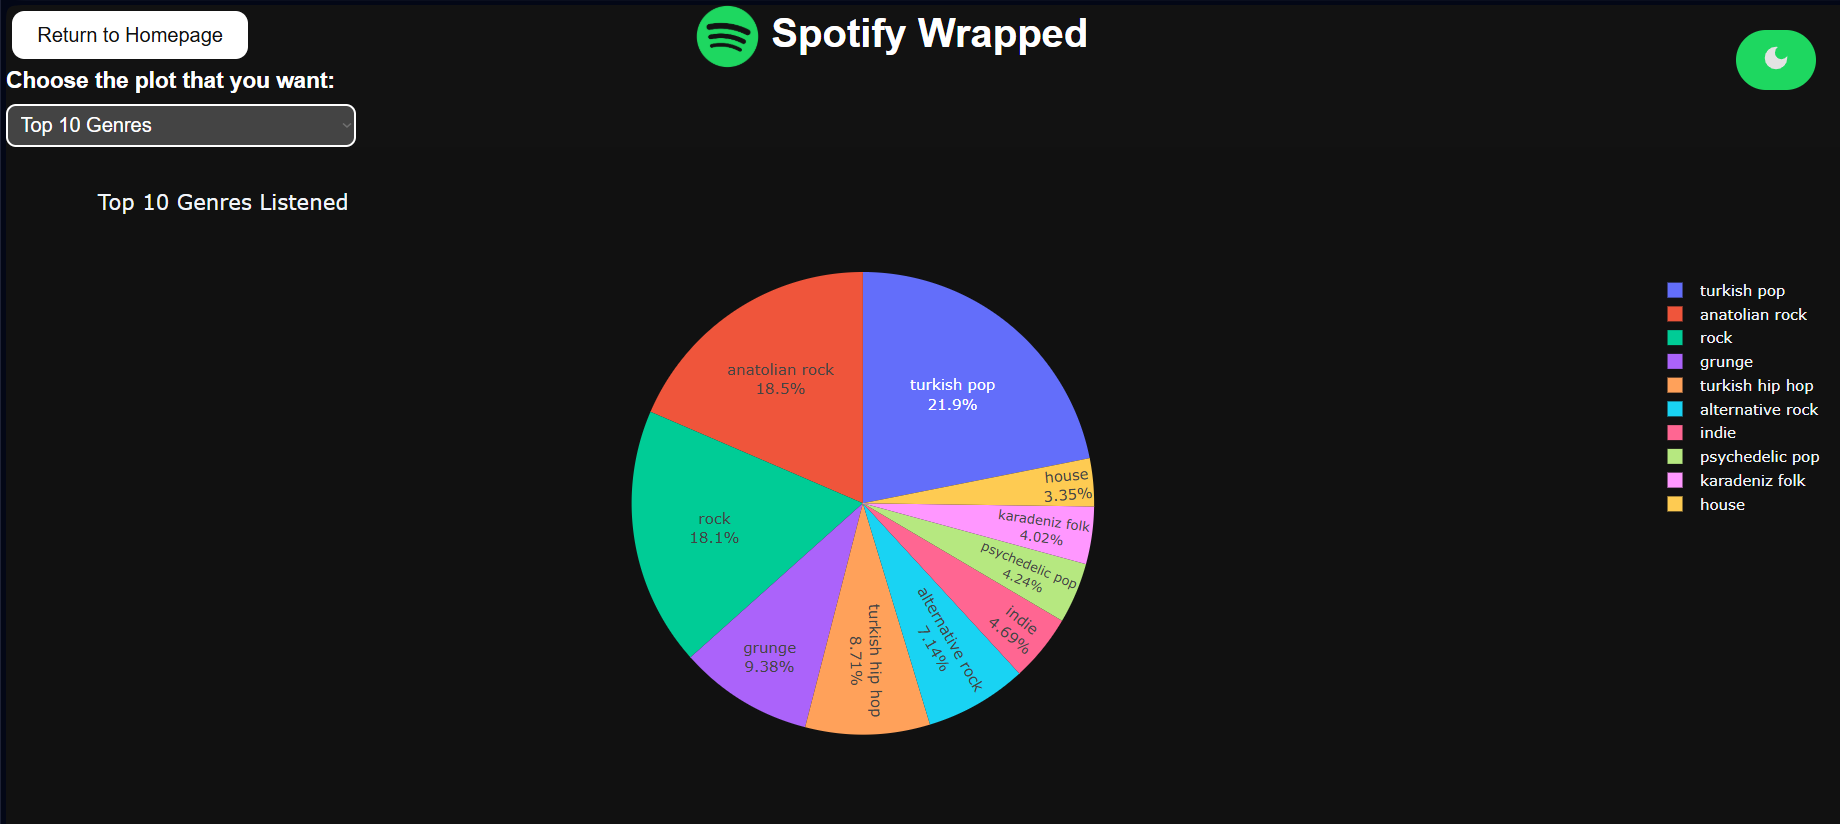 Return to Homepage
Spotify Wrapped
Choose the plot that you want:
Top 10 Genres
Top 10 Genres Listened
anatolian rock
18.5%
turkish pop
21.9%
house
3.35%
karadeniz folk
4.02%
psychedelic pop
4.24%
indie
4.69%
alternative rock
7.14%
turkish hip hop
8.71%
grunge
9.38%
rock
18.1%
turkish pop
anatolian rock
rock
grunge
turkish hip hop
alternative rock
indie
psychedelic pop
karadeniz folk
house